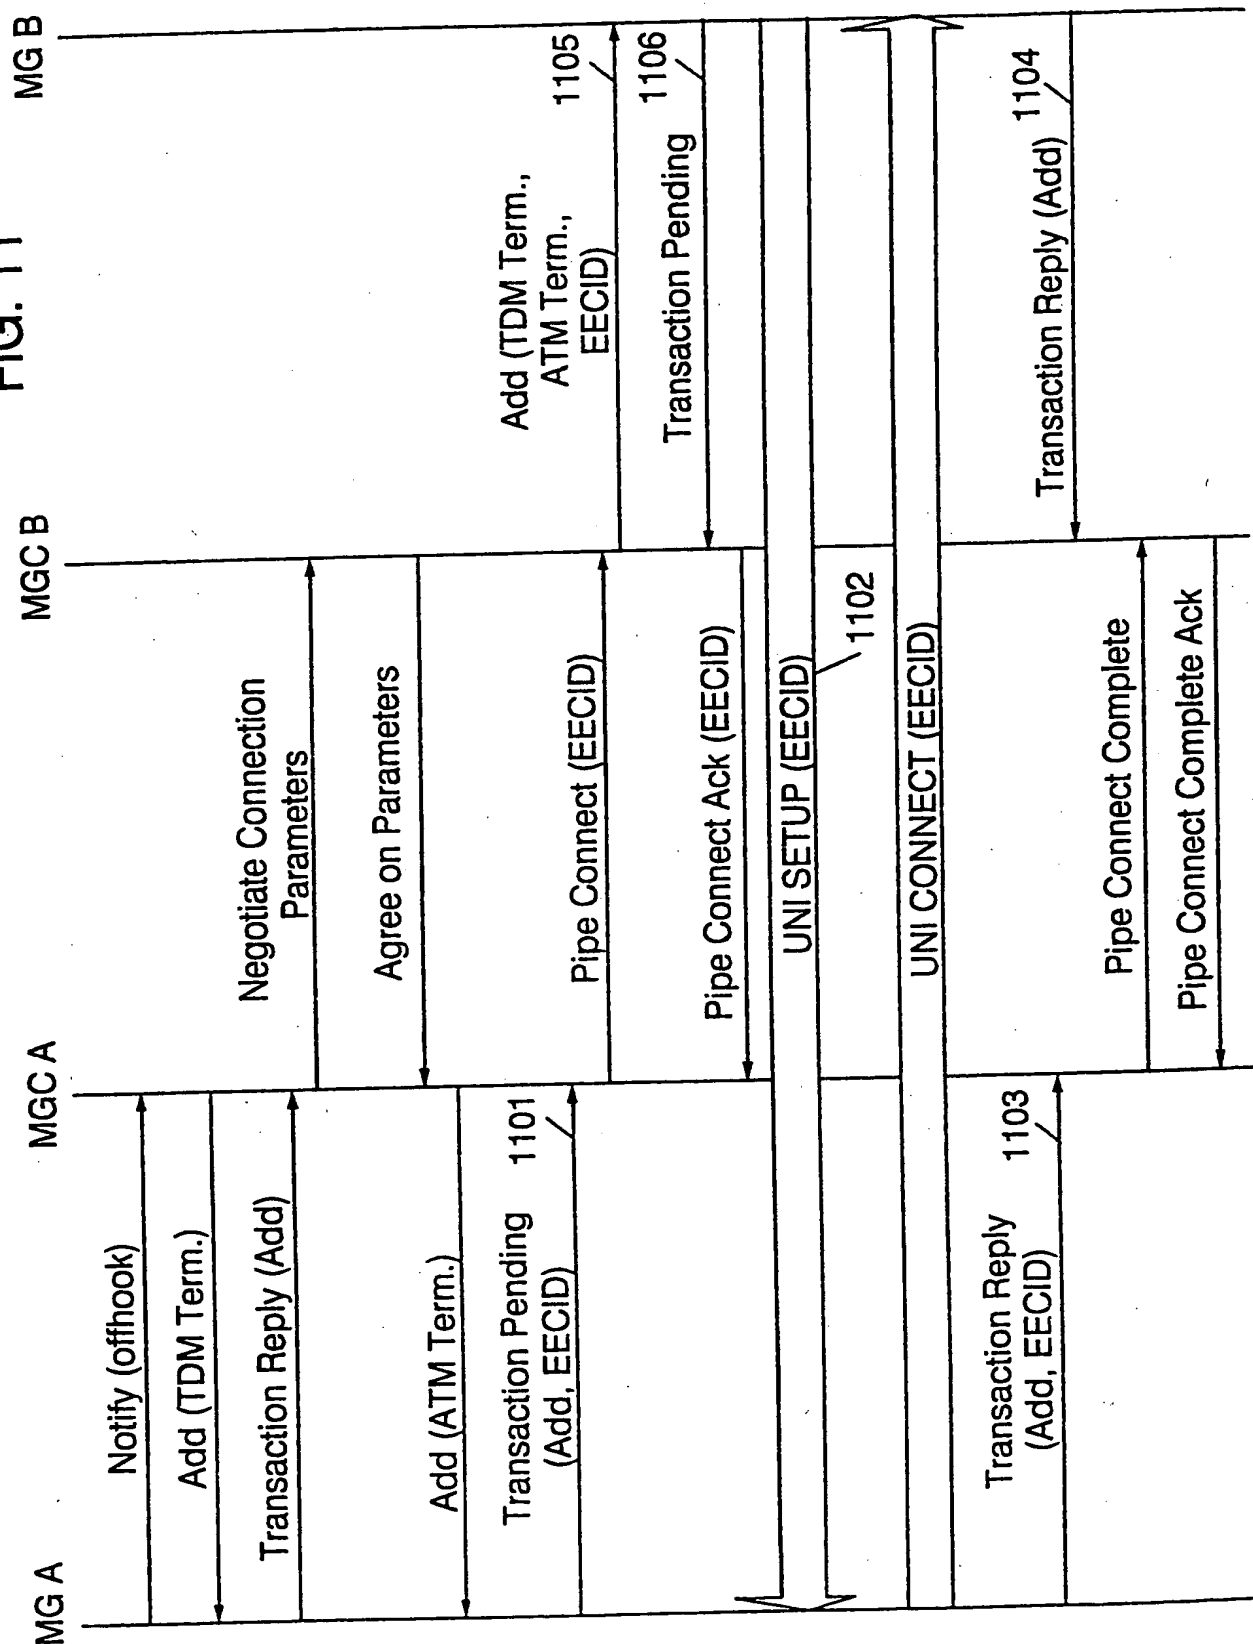 FIG. 11
MG A
MGC A
MGC B
MG B
Notify (offhook)
Add (TDM Term.)
Transaction Reply (Add)
Negotiate Connection
Parameters
Agree on Parameters
Add (ATM Term.)
Transaction Pending
(Add, EECID)
1101
Pipe Connect (EECID)
Add (TDM Term.,
ATM Term.,
EECID)
1105
Transaction Pending
1106
Pipe Connect Ack (EECID)
UNI SETUP (EECID)
1102
UNI CONNECT (EECID)
Transaction Reply
(Add, EECID)
1103
Transaction Reply (Add)
1104
Pipe Connect Complete
Pipe Connect Complete Ack